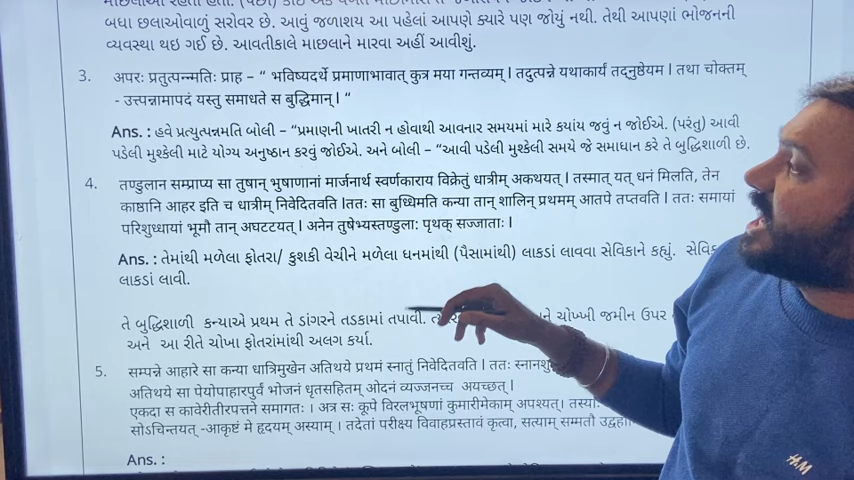 બધા છલાઓવાળું સરોવર છે. આવું જળાશય આ પહેલાં આપણે ક્યારે પણ જોયું નથી. તેથી આપણાં ભોજનની
વ્યવસ્થા થઇ ગઈ છે. આવતીકાલે માછલાને મારવા અહીં આવીશું.
3. अपरः प्रतुत्पन्नमतिः प्राह – “ भविष्यदर्थे प्रमाणाभावात् कुत्र मया गन्तव्यम् | तदुत्पन्ने यथाकार्यं तद्नुष्ठेयम | तथा चोक्तम्
- उत्त्पन्नामापदं यस्तु समाधते स बुद्धिमान् | “
Ans. : હવે પ્રત્યુત્પન્નમતિ બોલી – “પ્રમાણની ખાતરી ન હોવાથી આવનાર સમયમાં મારે કયાંય જવું ન જોઈએ. (પરંતુ) આવી
પડેલી મુશ્કેલી માટે યોગ્ય અનુષ્ઠાન કરવું જોઈએ. અને બોલી – “આવી પડેલી મુશ્કેલી સમયે જે સમાધાન કરે તે બુદ્ધિશાળી છે.
4. तण्डुलान सम्प्राप्य सा तुषान् भुषाणानां मार्जनार्थ स्वर्णकाराय विक्रेतुं धात्रीम् अकथयत् | तस्मात् यत् धनं मिलति, तेन
काष्ठानि आहर इति च धात्रीम् निवेदितवति |ततः सा बुध्धिमति कन्या तान् शालिन् प्रथमम् आतपे तप्तवति | ततः समायां
परिशुध्धायां भूमौ तान् अघटटयत् | अनेन तुषेभ्यस्तण्डुला: पृथक् सज्जाताः |
Ans. : તેમાંથી મળેલા ફોતરા/ કુશકી વેચીને મળેલા ધનમાંથી (પૈસામાંથી) લાકડાં લાવવા સેવિકાને કહ્યું.
લાકડાં લાવી.
તે બુદ્ધિશાળી કન્યાએ પ્રથમ તે ડાંગરને તડકામાં તપાવી. ને ચોખ્ખી જમીન ઉપર
અને આ રીતે ચોખા ફોતરાંમાંથી અલગ કર્યા.
5. सम्पन्ने आहारे सा कन्या धात्रिमुखेन अतिथये प्रथमं स्नातुं निवेदितवति | ततः
अतिथये सा पेयोपाहारपुर्वं भोजनं धृतसहितम् ओदनं व्यज्जनच्च अयच्छत् |
एकदा स कावेरीतीरपत्तने समागतः | अत्र सः कूपे विरलभूषणां कुमारीमेकाम् अपश्यत्| तस्याः
सोऽचिन्तयत् -आकृष्टं मे हृदयम् अस्याम् | तदेतां परीक्ष्य विवाहप्रस्तावं कृत्वा, सत्याम् सम्मतौ
Ans. :
H&M